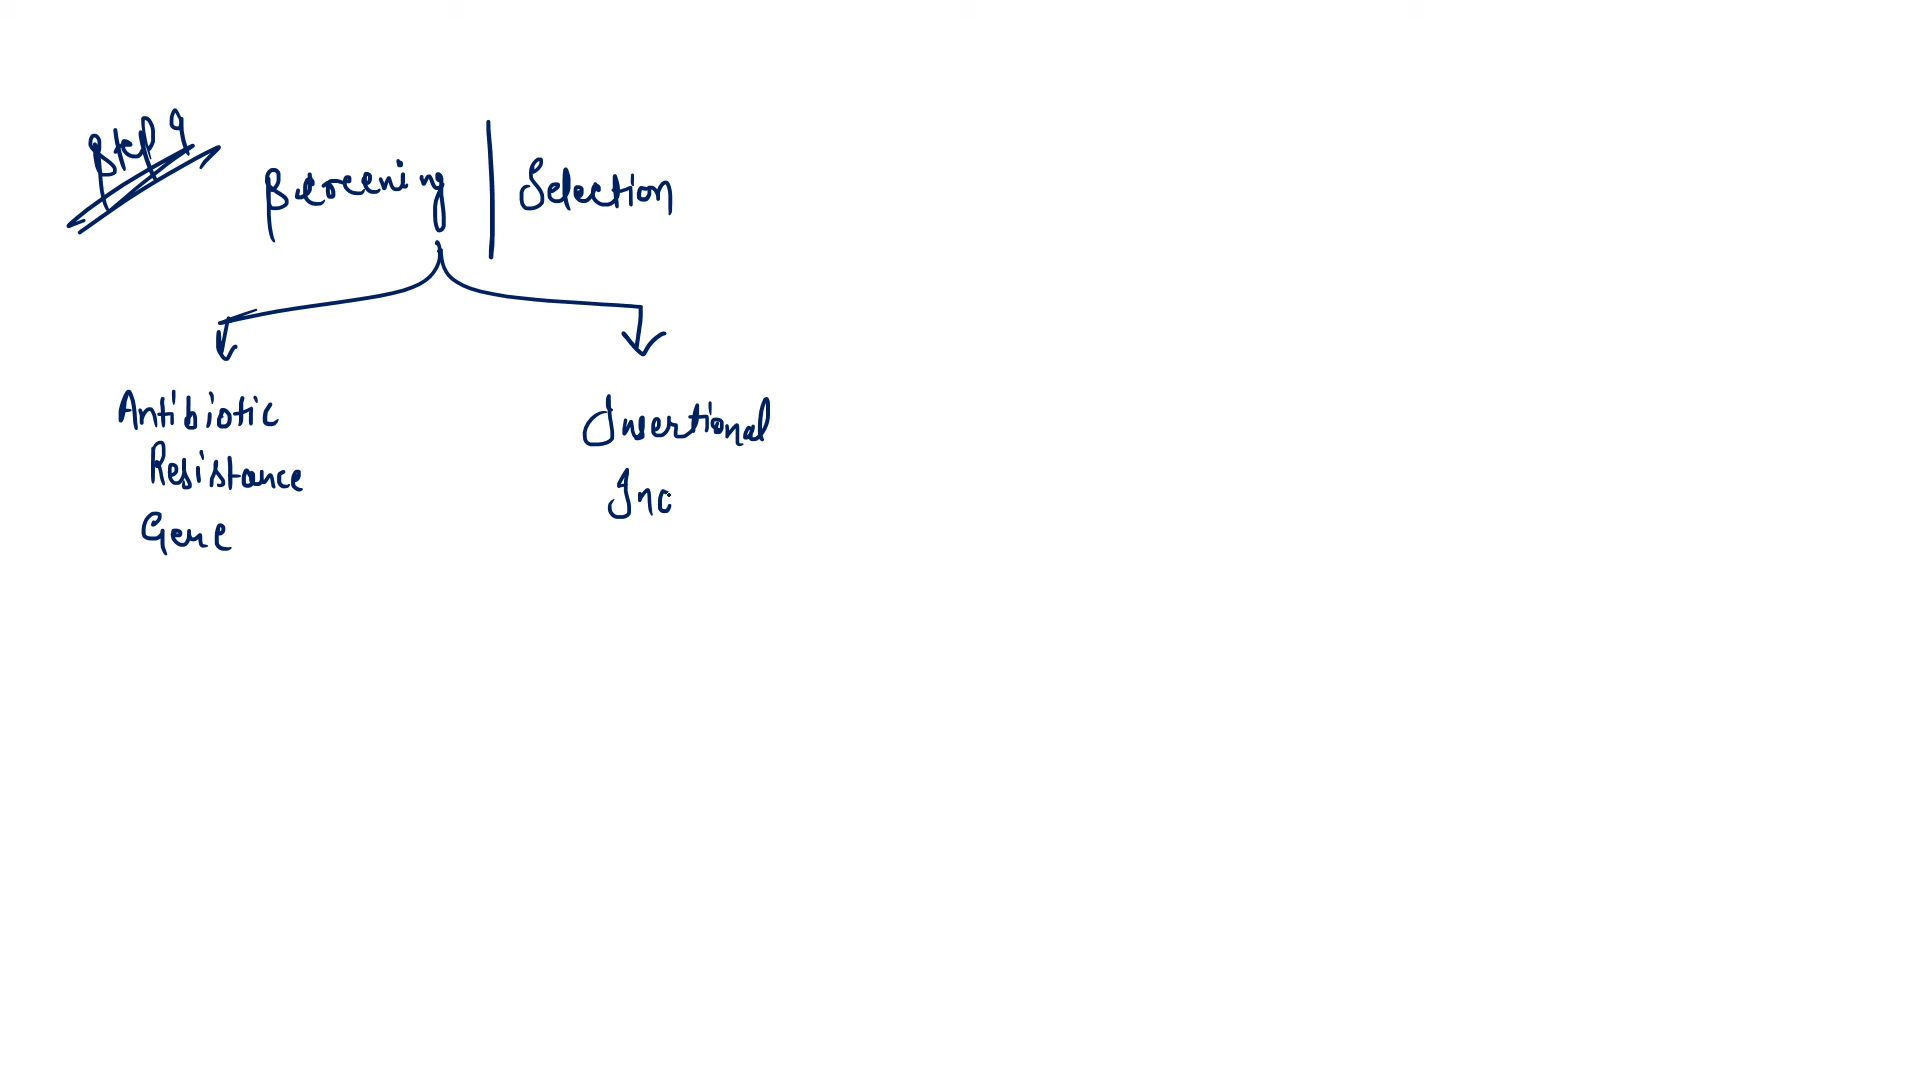 Step 9
Screening | Selection
Antibiotic
Resistance
Gene
Insertional
Inc